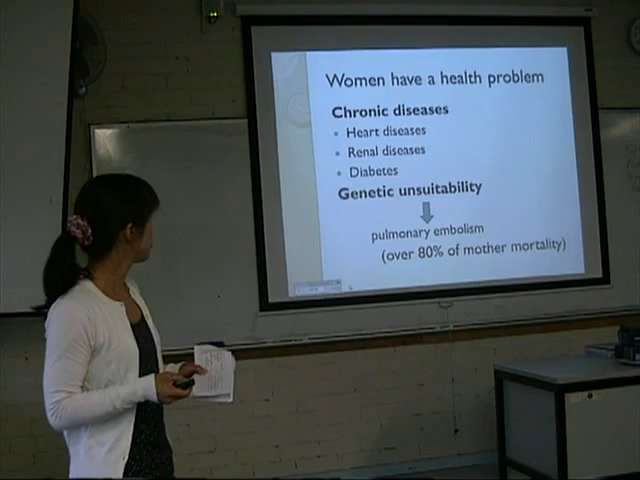 Women have a health problem
Chronic diseases
• Heart diseases
• Renal diseases
• Diabetes
Genetic unsuitability
pulmonary embolism
(over 80% of mother mortality)